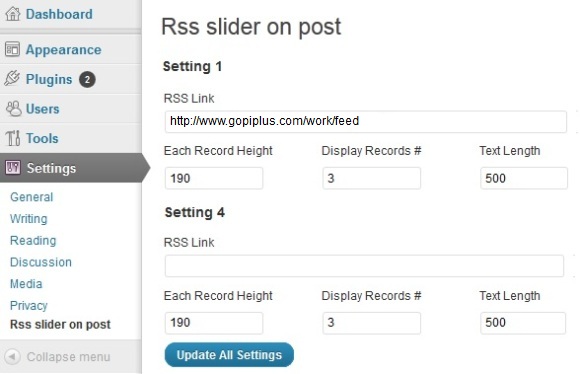 Dashboard
Appearance
Plugins 2
Users
Tools
Settings
General
Writing
Reading
Discussion
Media
Privacy
Rss slider on post
Collapse menu
Rss slider on post
Setting 1
RSS Link
http://www.gopiplus.com/work/feed
Each Record Height Display Records # Text Length
190 3 500
Setting 4
RSS Link
Each Record Height Display Records # Text Length
190 3 500
Update All Settings